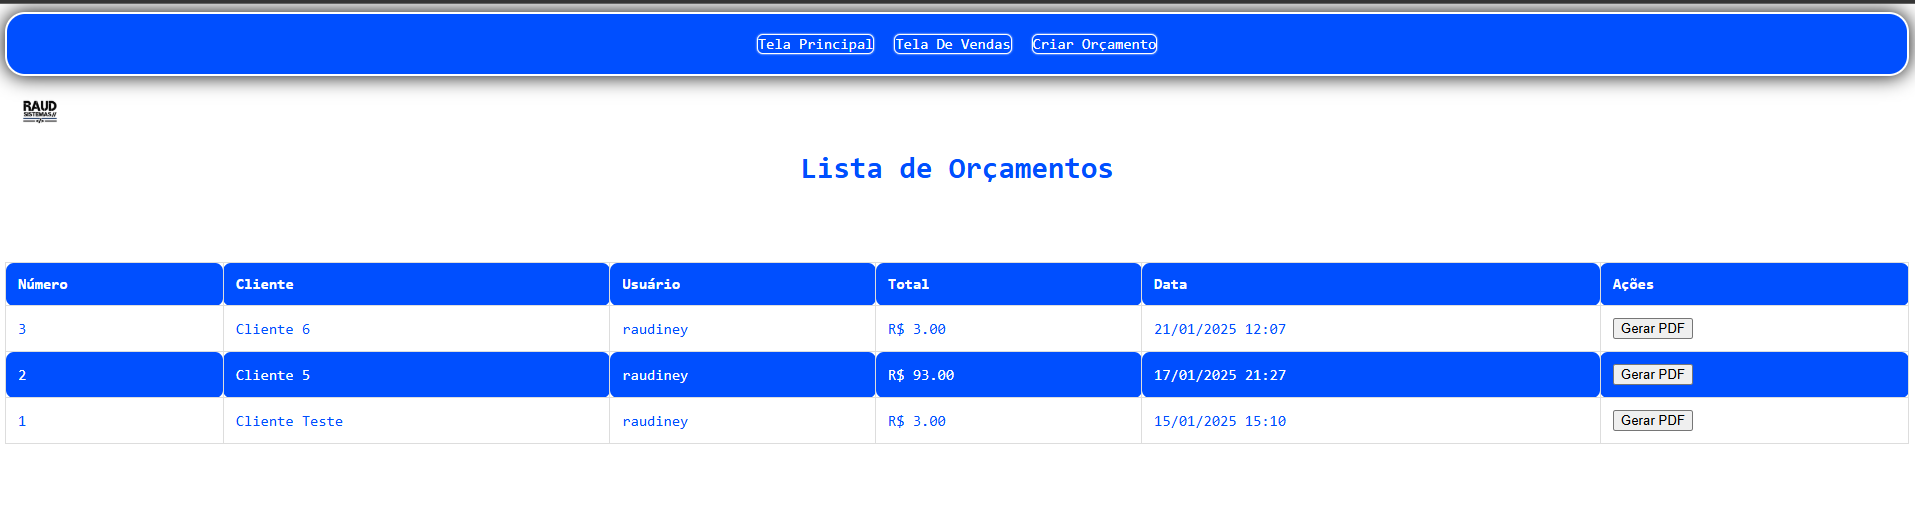 Tela Principal Tela De Vendas Criar Orçamento
RAUD
SISTEMAS//
</>
Lista de Orçamentos
Número Cliente Usuário Total Data Ações
3 Cliente 6 raudiney R$ 3.00 21/01/2025 12:07 Gerar PDF
2 Cliente 5 raudiney R$ 93.00 17/01/2025 21:27 Gerar PDF
1 Cliente Teste raudiney R$ 3.00 15/01/2025 15:10 Gerar PDF